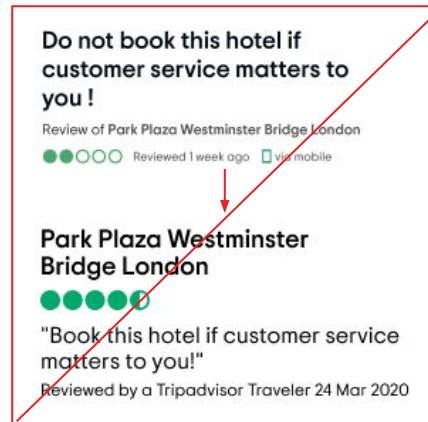 Do not book this hotel if
customer service matters to
you !
Review of Park Plaza Westminster Bridge London
Reviewed 1 week ago via mobile
Park Plaza Westminster
Bridge London
"Book this hotel if customer service
matters to you!"
Reviewed by a Tripadvisor Traveler 24 Mar 2020